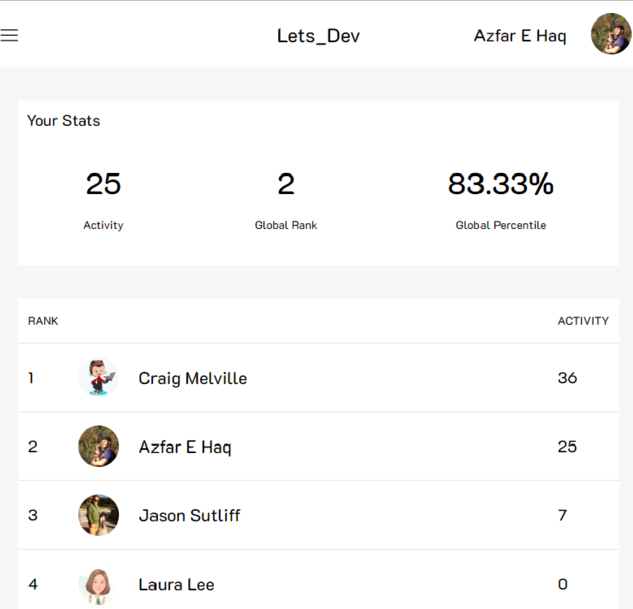 Lets_Dev Azfar E Haq
Your Stats
25 2 83.33%
Activity Global Rank Global Percentile
RANK ACTIVITY
1 Craig Melville 36
2 Azfar E Haq 25
3 Jason Sutliff 7
4 Laura Lee 0